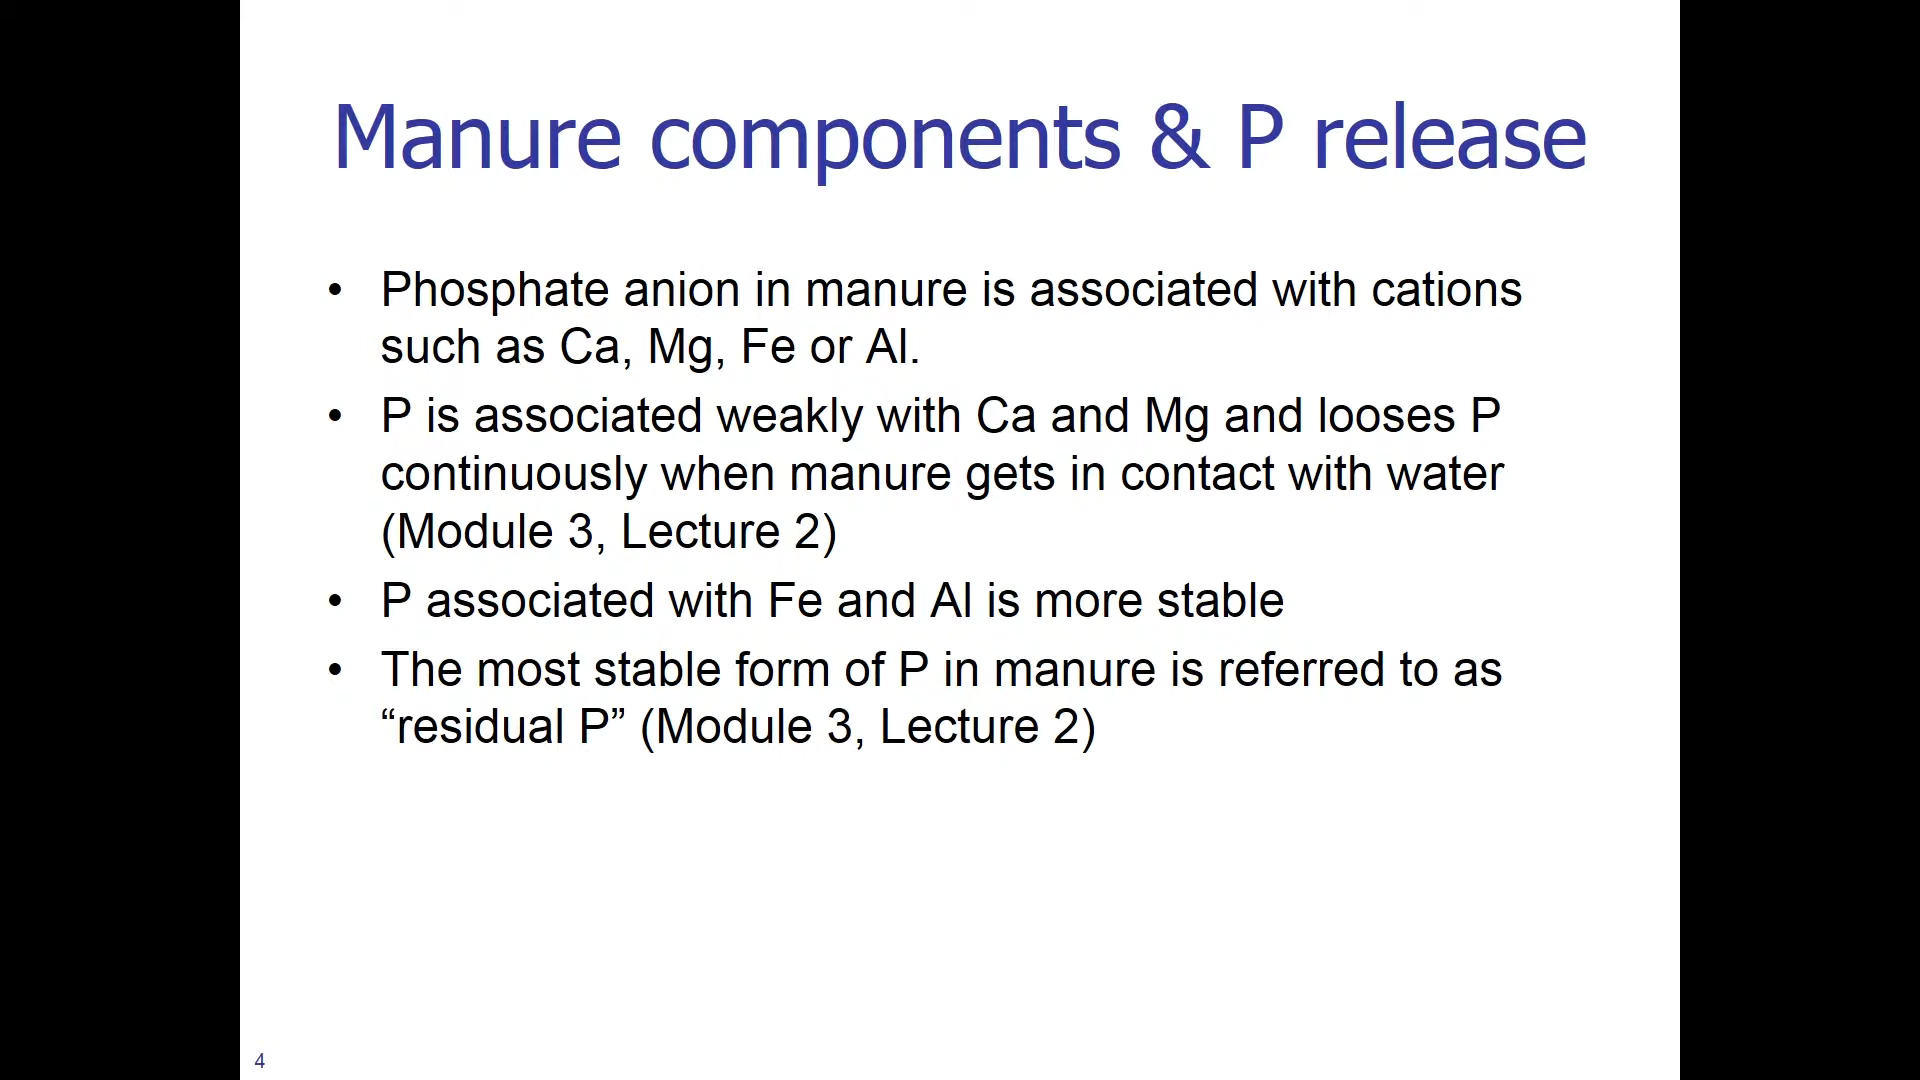 Manure components & P release
• Phosphate anion in manure is associated with cations
such as Ca, Mg, Fe or Al.
• P is associated weakly with Ca and Mg and looses P
continuously when manure gets in contact with water
(Module 3, Lecture 2)
• P associated with Fe and Al is more stable
• The most stable form of P in manure is referred to as
“residual P” (Module 3, Lecture 2)
4